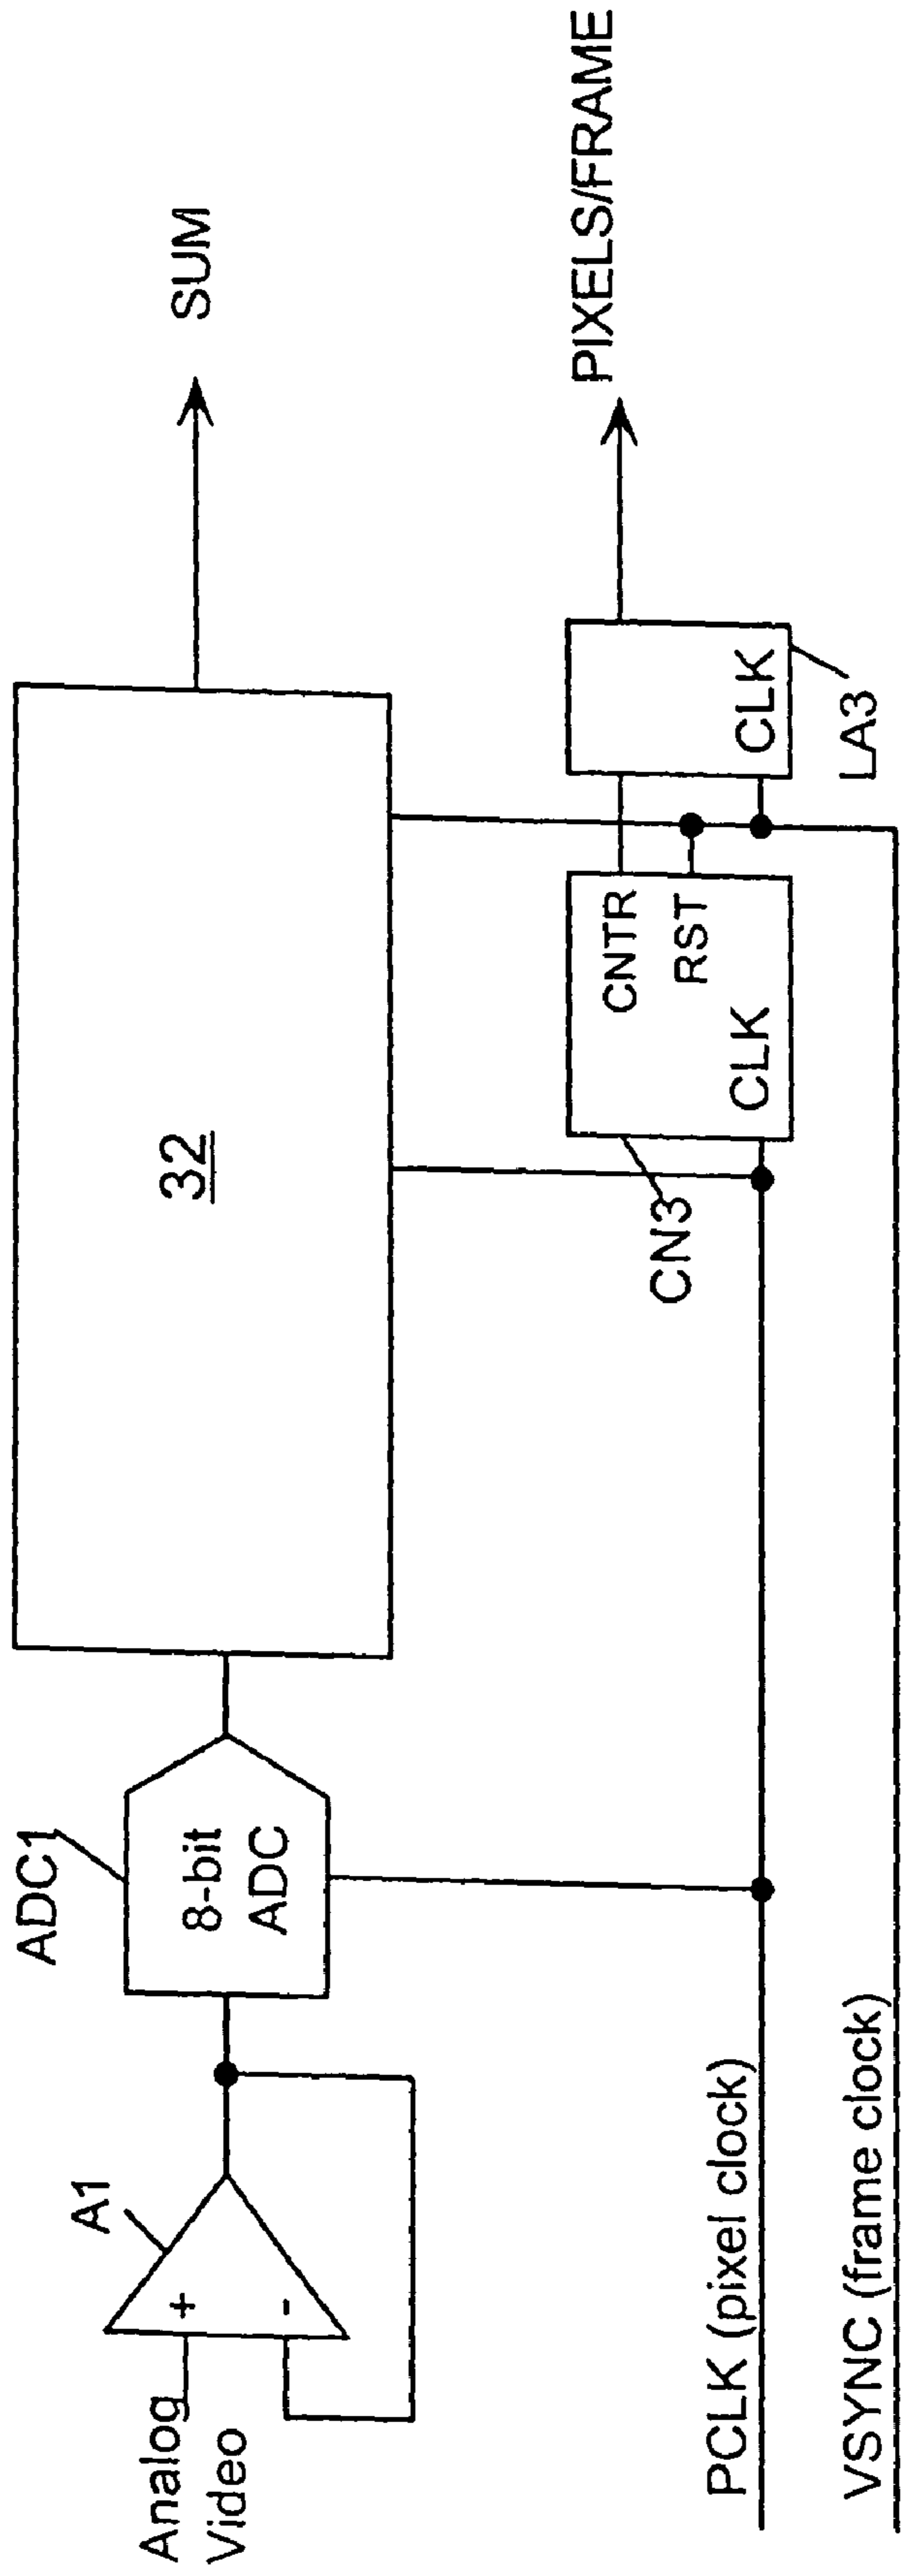 ADC1
A1
Analog
Video
+
-
8-bit
ADC
32
SUM
PIXELS/FRAME
CN3
CNTR
RST
CLK
CLK
LA3
PCLK (pixel clock)
VSYNC (frame clock)